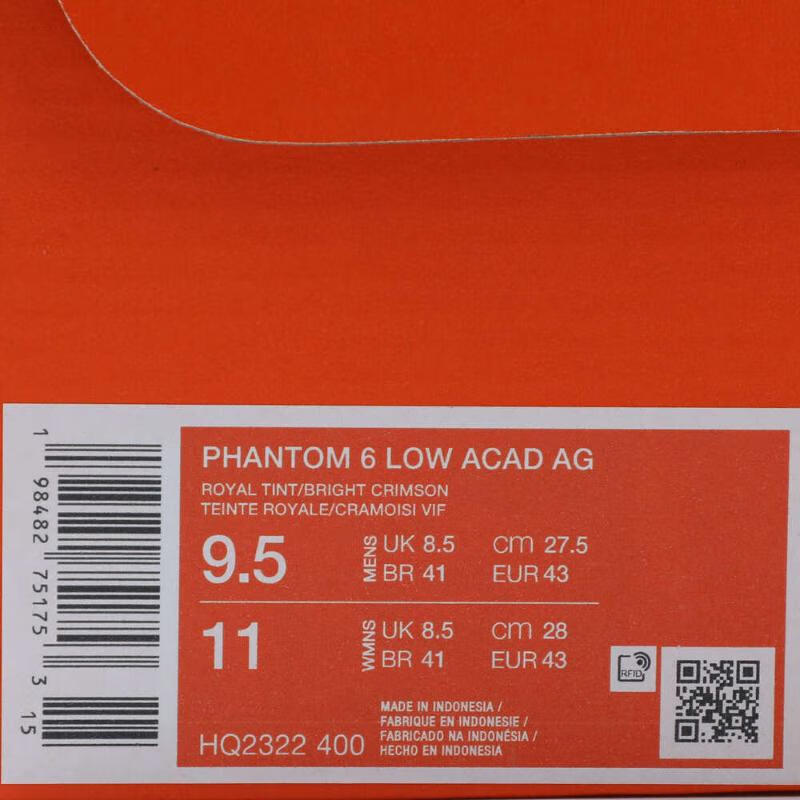 PHANTOM 6 LOW ACAD AG
ROYAL TINT/BRIGHT CRIMSON
TEINTE ROYALE/CRAMOISI VIF
9.5 MENS UK 8.5 cm 27.5
BR 41 EUR 43
11 WMNS UK 8.5 cm 28
BR 41 EUR 43
RFID
HQ2322 400
MADE IN INDONESIA /
FABRIQUE EN INDONESIE /
FABRICADO NA INDONÉSIA /
HECHO EN INDONESIA
1 98482 75175 3 15